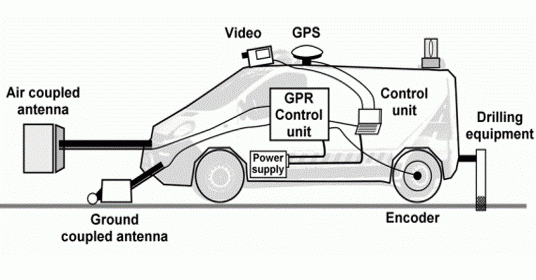 Video
GPS
Air coupled
antenna
GPR
Control
unit
Control
unit
Drilling
equipment
Power
supply
Ground
coupled antenna
Encoder